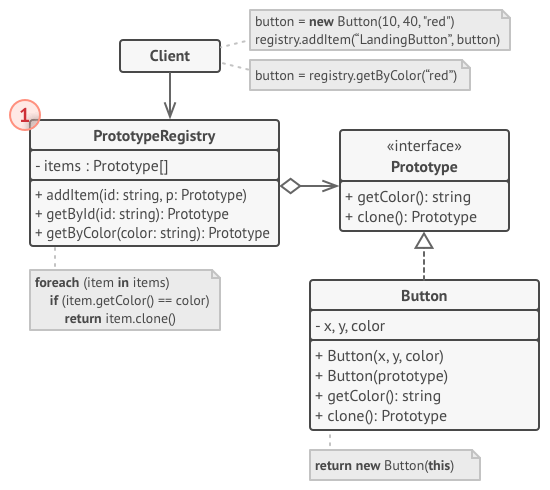 button = new Button(10, 40, "red")
registry.addItem(“LandingButton”, button)
Client
button = registry.getByColor(“red”)
1
PrototypeRegistry
- items : Prototype[]
+ addItem(id: string, p: Prototype)
+ getById(id: string): Prototype
+ getByColor(color: string): Prototype
foreach (item in items)
if (item.getColor() == color)
return item.clone()
«interface»
Prototype
+ getColor(): string
+ clone(): Prototype
Button
- x, y, color
+ Button(x, y, color)
+ Button(prototype)
+ getColor(): string
+ clone(): Prototype
return new Button(this)